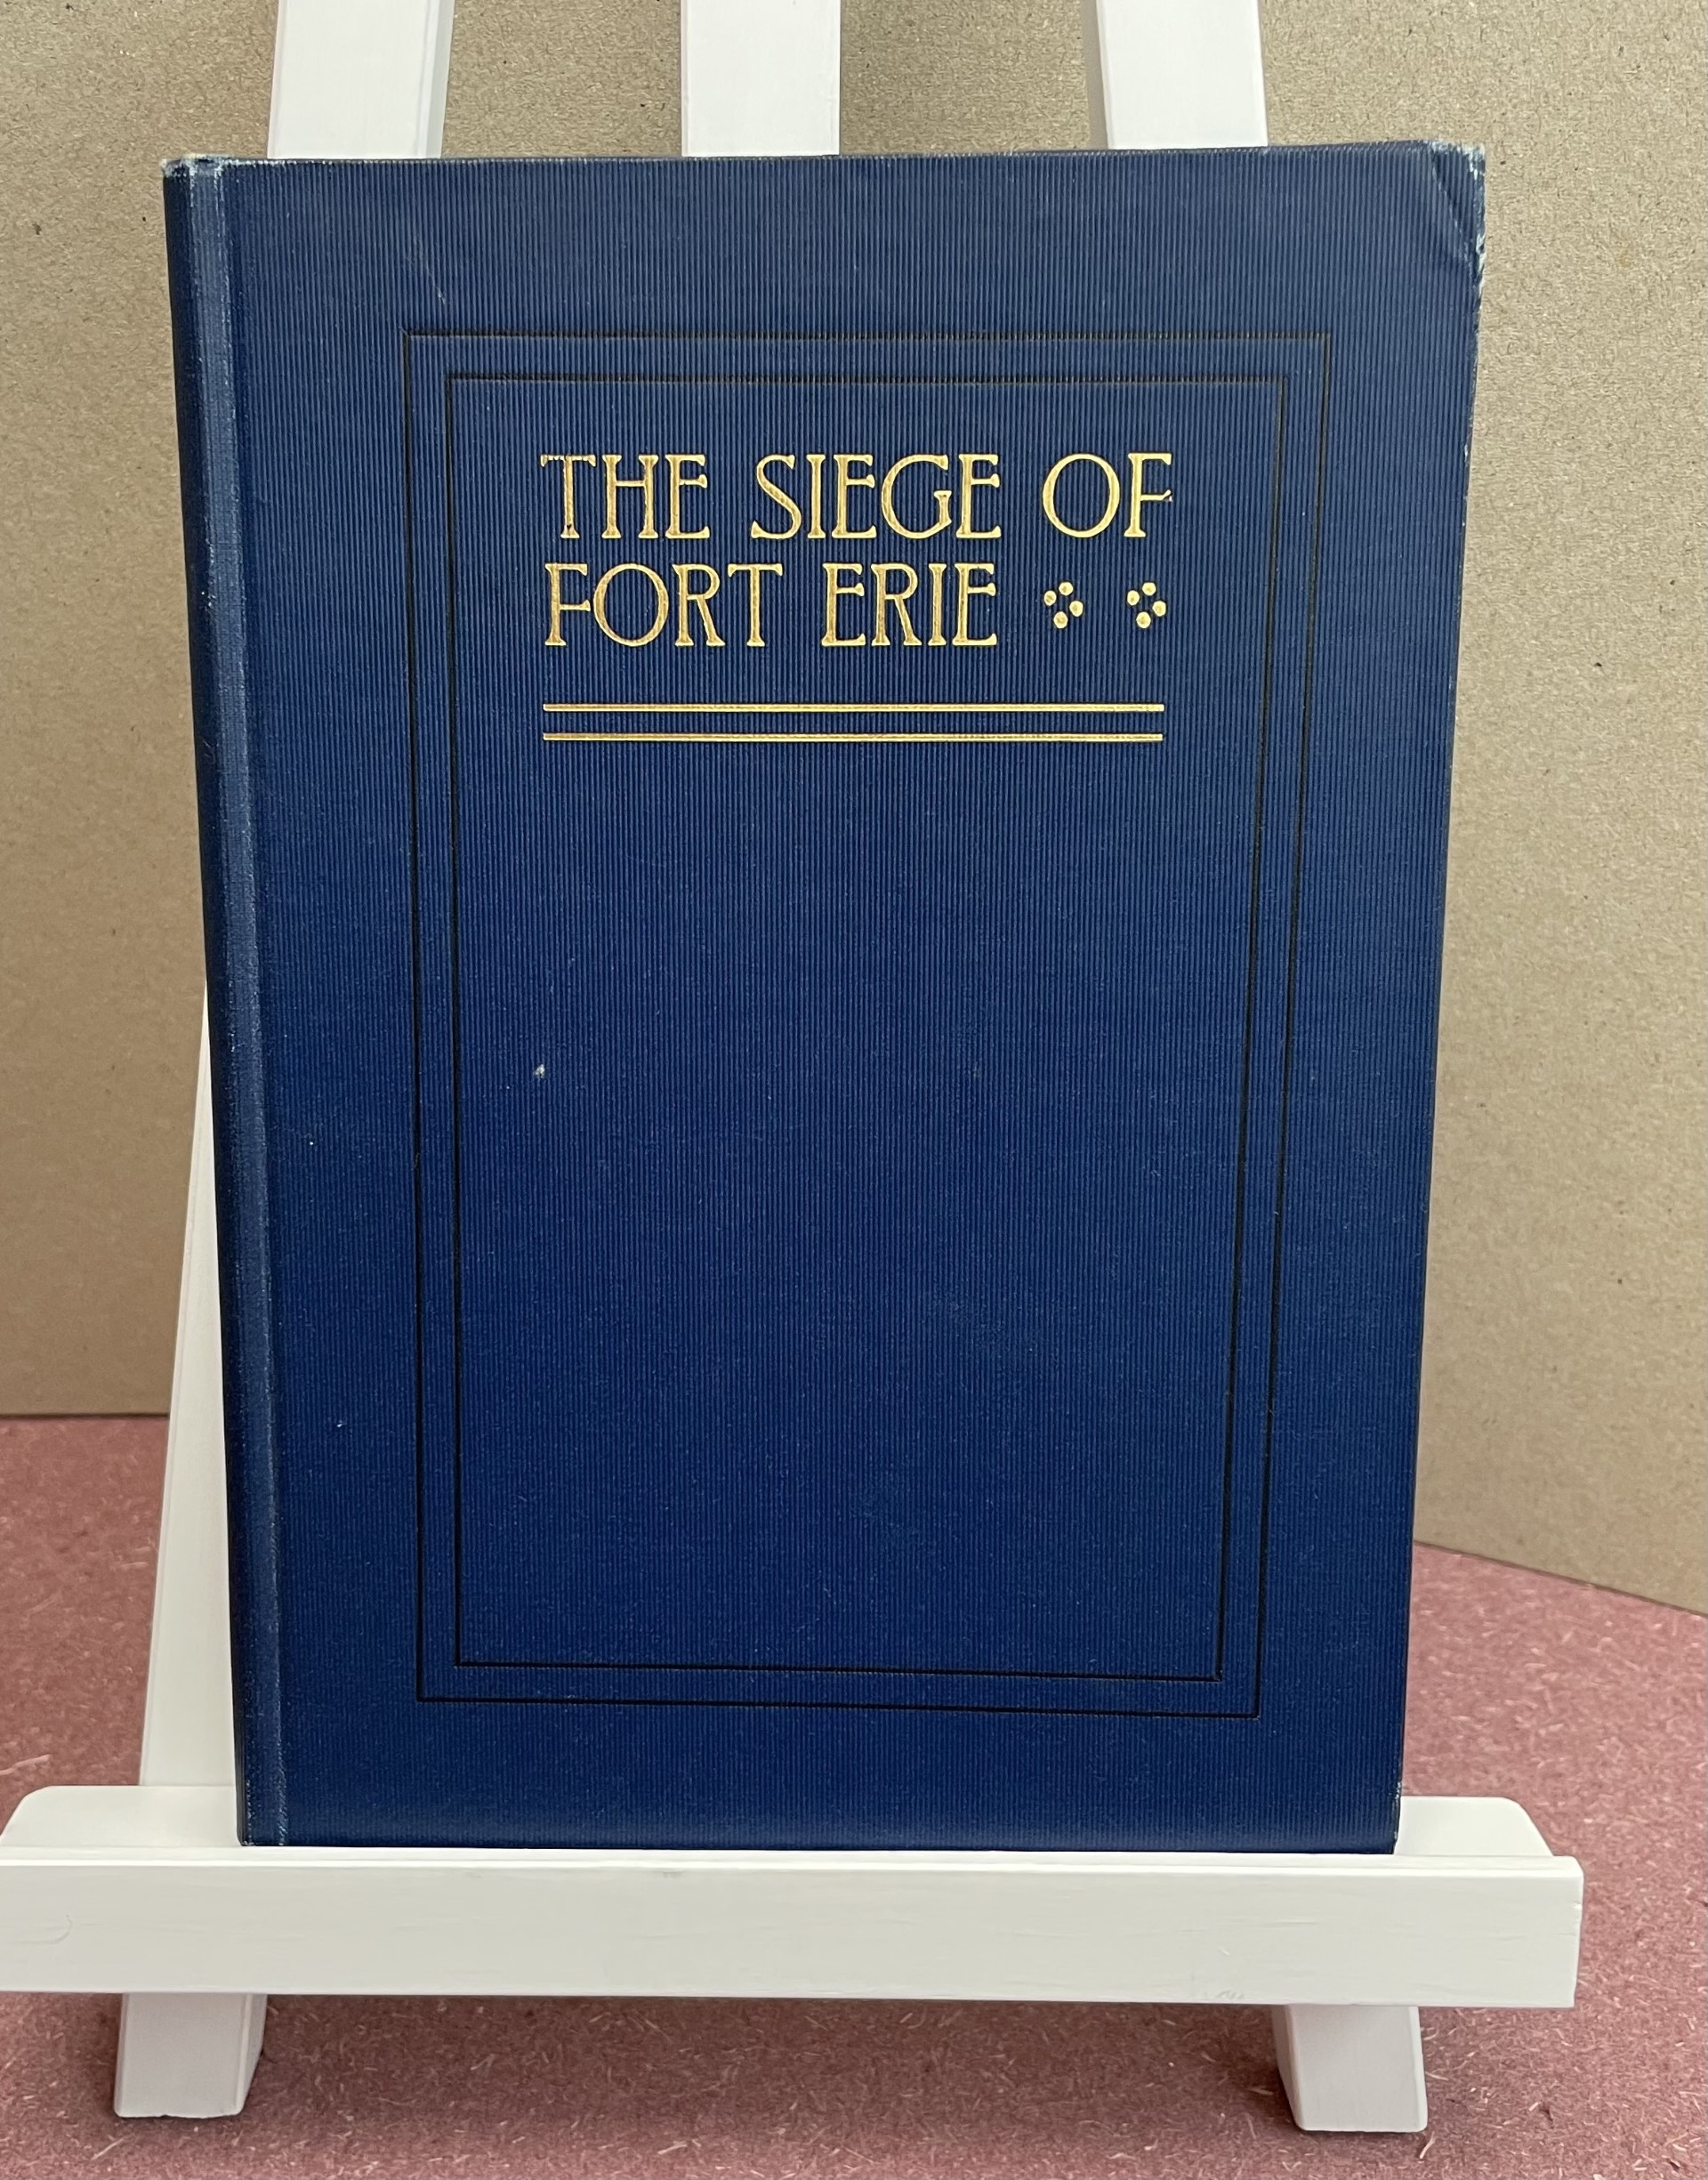 THE SIEGE OF
FORT ERIE